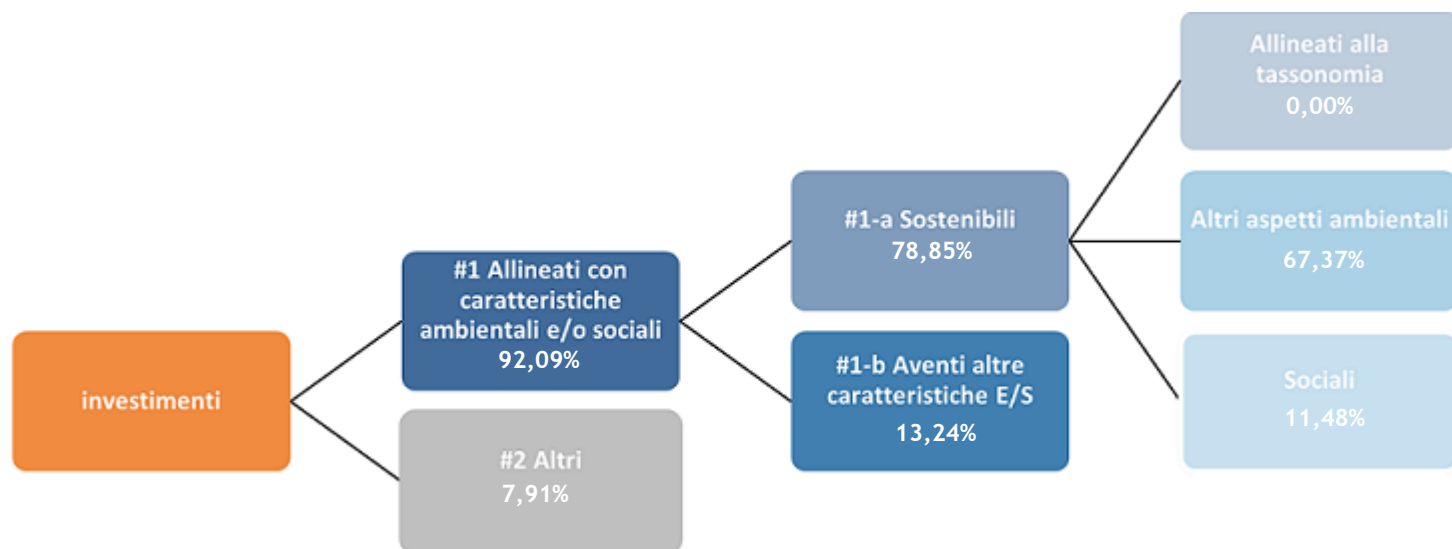 investimenti
#1 Allineati con
caratteristiche
ambientali e/o sociali
92,09%
#2 Altri
7,91%
#1-a Sostenibili
78,85%
#1-b Aventi altre
caratteristiche E/S
13,24%
Allineati alla
tassonomia
0,00%
Altri aspetti ambientali
67,37%
Sociali
11,48%